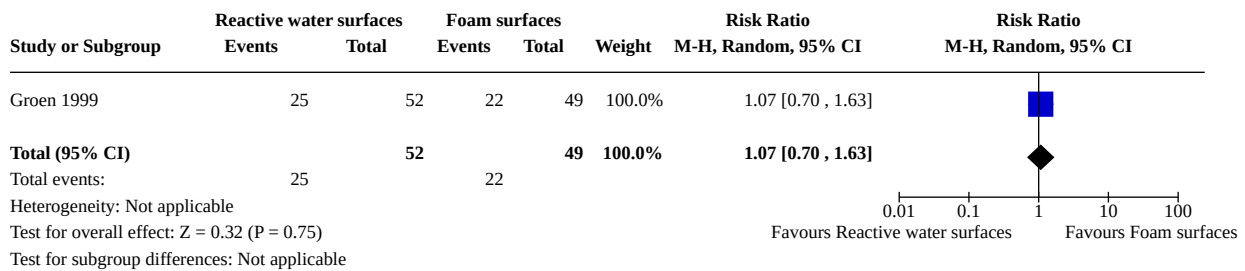 Reactive water surfaces Foam surfaces Risk Ratio Risk Ratio
Study or Subgroup Events Total Events Total Weight M-H, Random, 95% CI M-H, Random, 95% CI
Groen 1999 25 52 22 49 100.0% 1.07 [0.70 , 1.63]
Total (95% CI) 52 49 100.0% 1.07 [0.70 , 1.63]
Total events: 25 22
Heterogeneity: Not applicable
0.01 0.1 1 10 100
Test for overall effect: Z = 0.32 (P = 0.75) Favours Reactive water surfaces Favours Foam surfaces
Test for subgroup differences: Not applicable